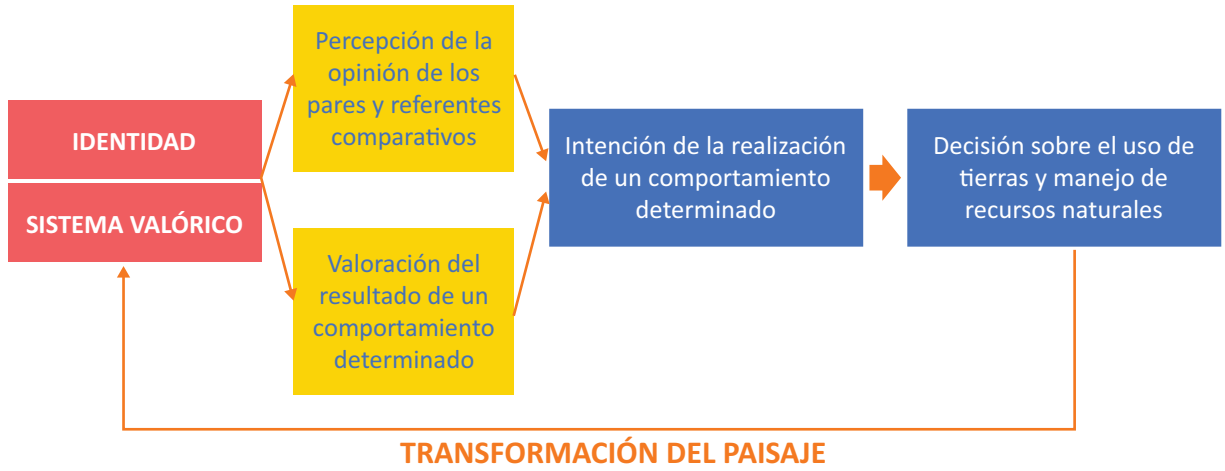 IDENTIDAD
SISTEMA VALÓRICO
Percepción de la
opinión de los
pares y referentes
comparativos
Valoración del
resultado de un
comportamiento
determinado
Intención de la realización
de un comportamiento
determinado
Decisión sobre el uso de
tierras y manejo de
recursos naturales
TRANSFORMACIÓN DEL PAISAJE